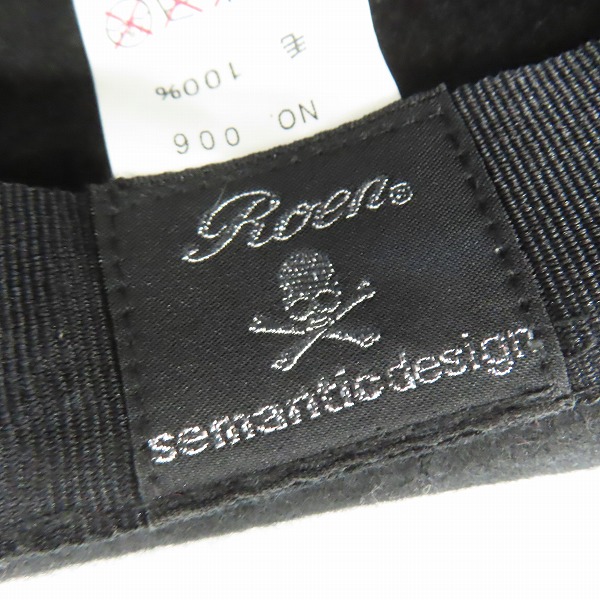 毛 100%
NO 006
Roen®
semanticdesign